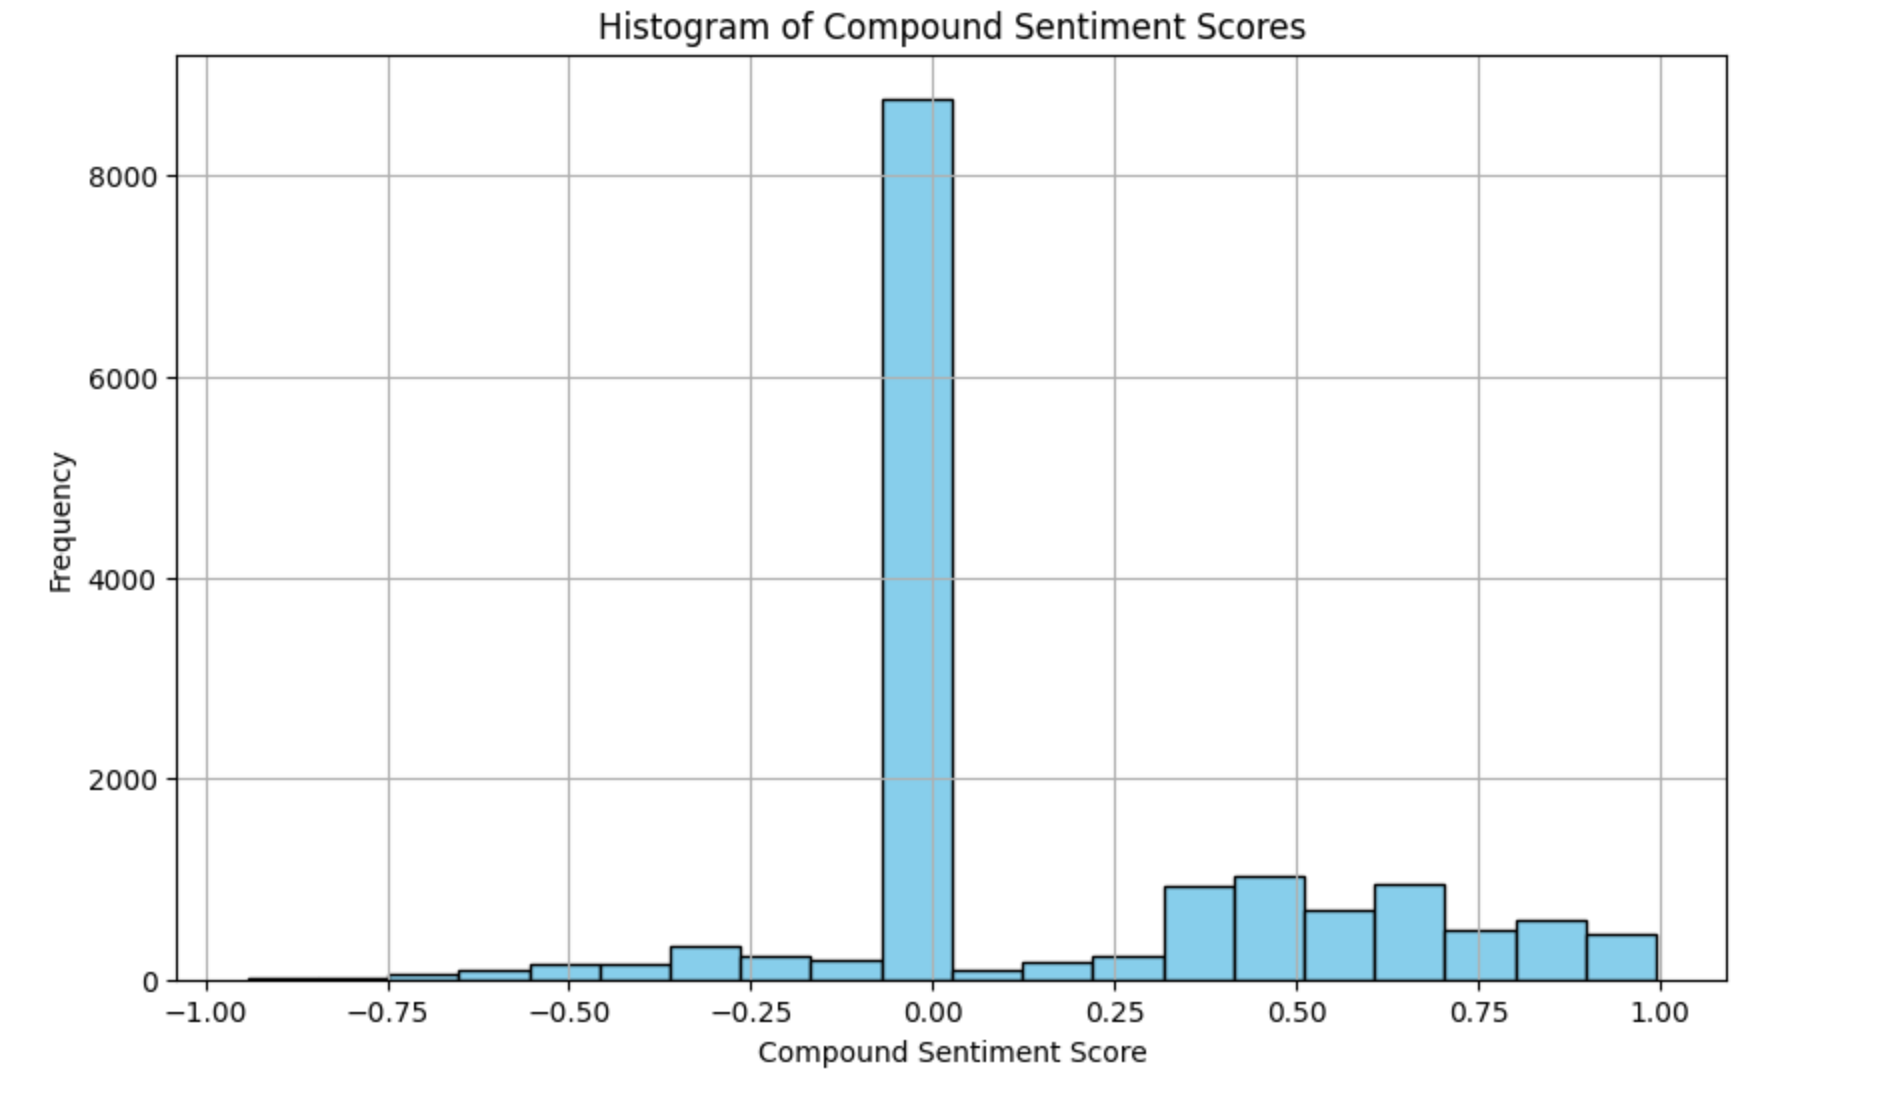 Histogram of Compound Sentiment Scores
Frequency
8000
6000
4000
2000
0
−1.00 −0.75 −0.50 −0.25 0.00 0.25 0.50 0.75 1.00
Compound Sentiment Score